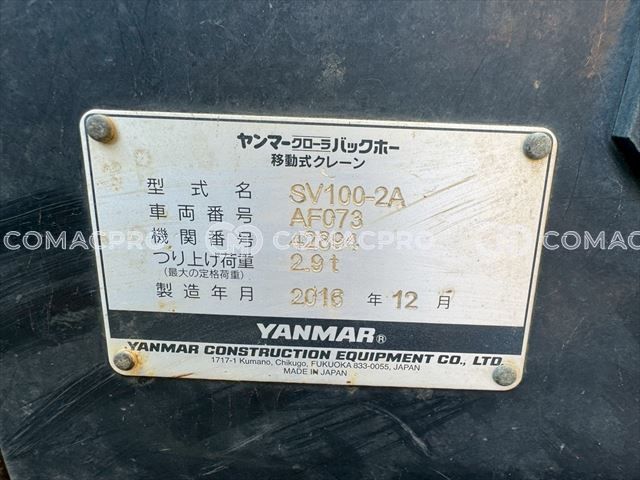 ヤンマークローラバックホー
移動式クレーン
型式名 SV100-2A
車両番号 AF073
機関番号 42394
つり上げ荷重 2.9t
(最大の定格荷重)
製造年月 2016 年 12 月
YANMAR®
YANMAR CONSTRUCTION EQUIPMENT CO., LTD.
1717-1 Kumano, Chikugo, FUKUOKA 833-0055, JAPAN
MADE IN JAPAN
COMACPRO COMACPRO COMACPRO